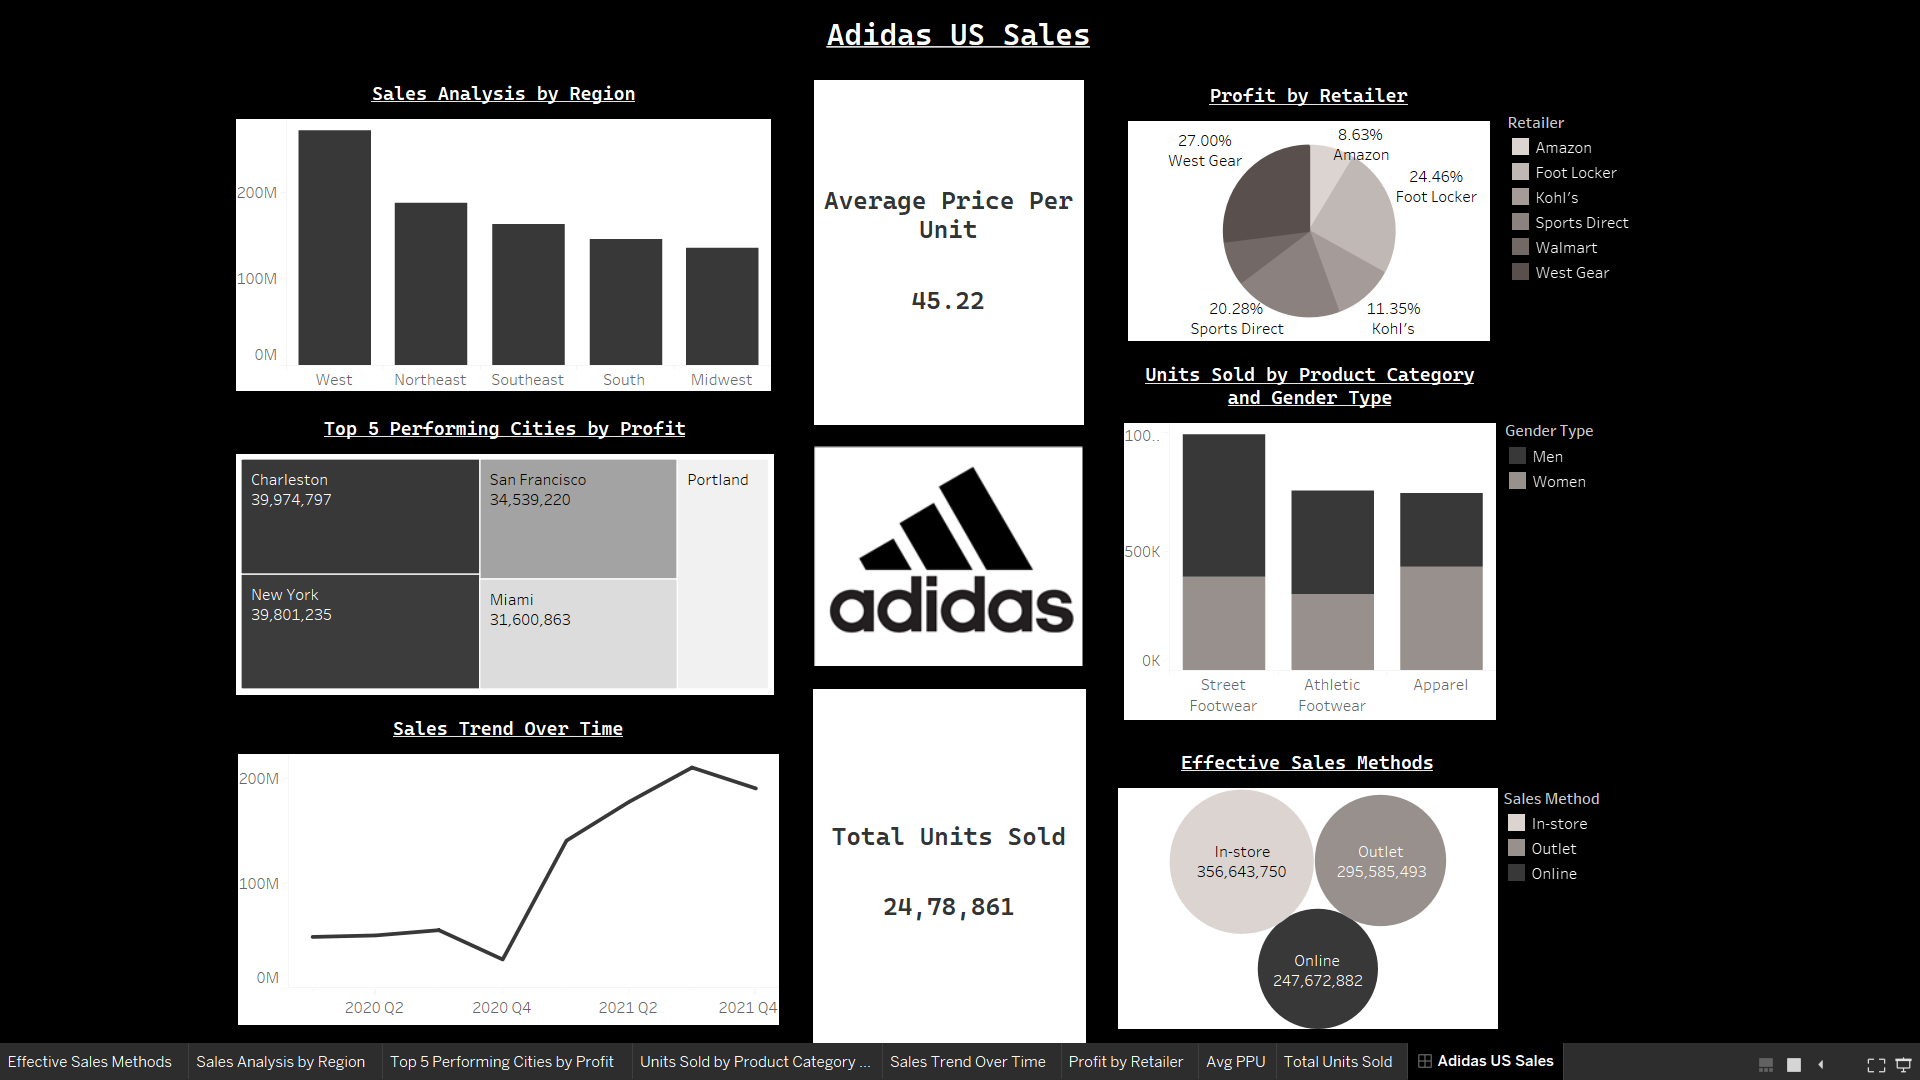 Adidas US Sales
Sales Analysis by Region
200M
100M
0M
West
Northeast
Southeast
South
Midwest
Top 5 Performing Cities by Profit
Charleston
39,974,797
New York
39,801,235
San Francisco
34,539,220
Miami
31,600,863
Portland
Sales Trend Over Time
200M
100M
0M
2020 Q2
2020 Q4
2021 Q2
2021 Q4
Average Price Per
Unit
45.22
adidas
Total Units Sold
24,78,861
Profit by Retailer
27.00%
West Gear
8.63%
Amazon
24.46%
Foot Locker
20.28%
Sports Direct
11.35%
Kohl's
Retailer
Amazon
Foot Locker
Kohl's
Sports Direct
Walmart
West Gear
Units Sold by Product Category
and Gender Type
100..
500K
0K
Street
Footwear
Athletic
Footwear
Apparel
Gender Type
Men
Women
Effective Sales Methods
In-store
356,643,750
Outlet
295,585,493
Online
247,672,882
Sales Method
In-store
Outlet
Online
Effective Sales Methods
Sales Analysis by Region
Top 5 Performing Cities by Profit
Units Sold by Product Category ...
Sales Trend Over Time
Profit by Retailer
Avg PPU
Total Units Sold
Adidas US Sales